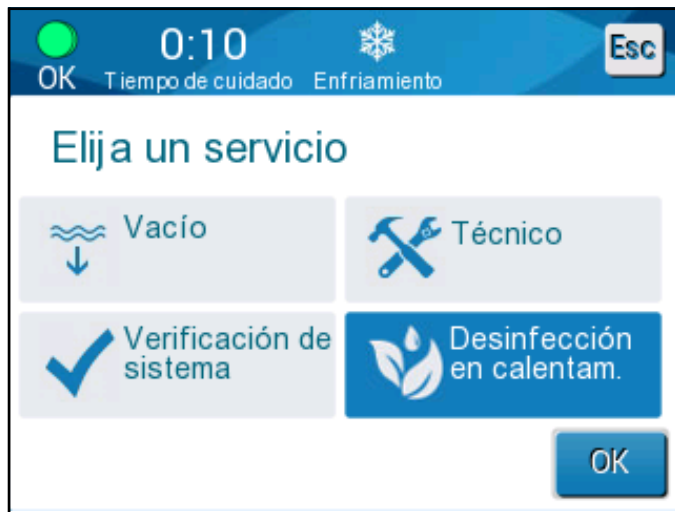 0:10
Esc
OK
Tiempo de cuidado
Enfriamiento
Elija un servicio
Vacío
Técnico
Verificación de
sistema
Desinfección
en calentam.
OK